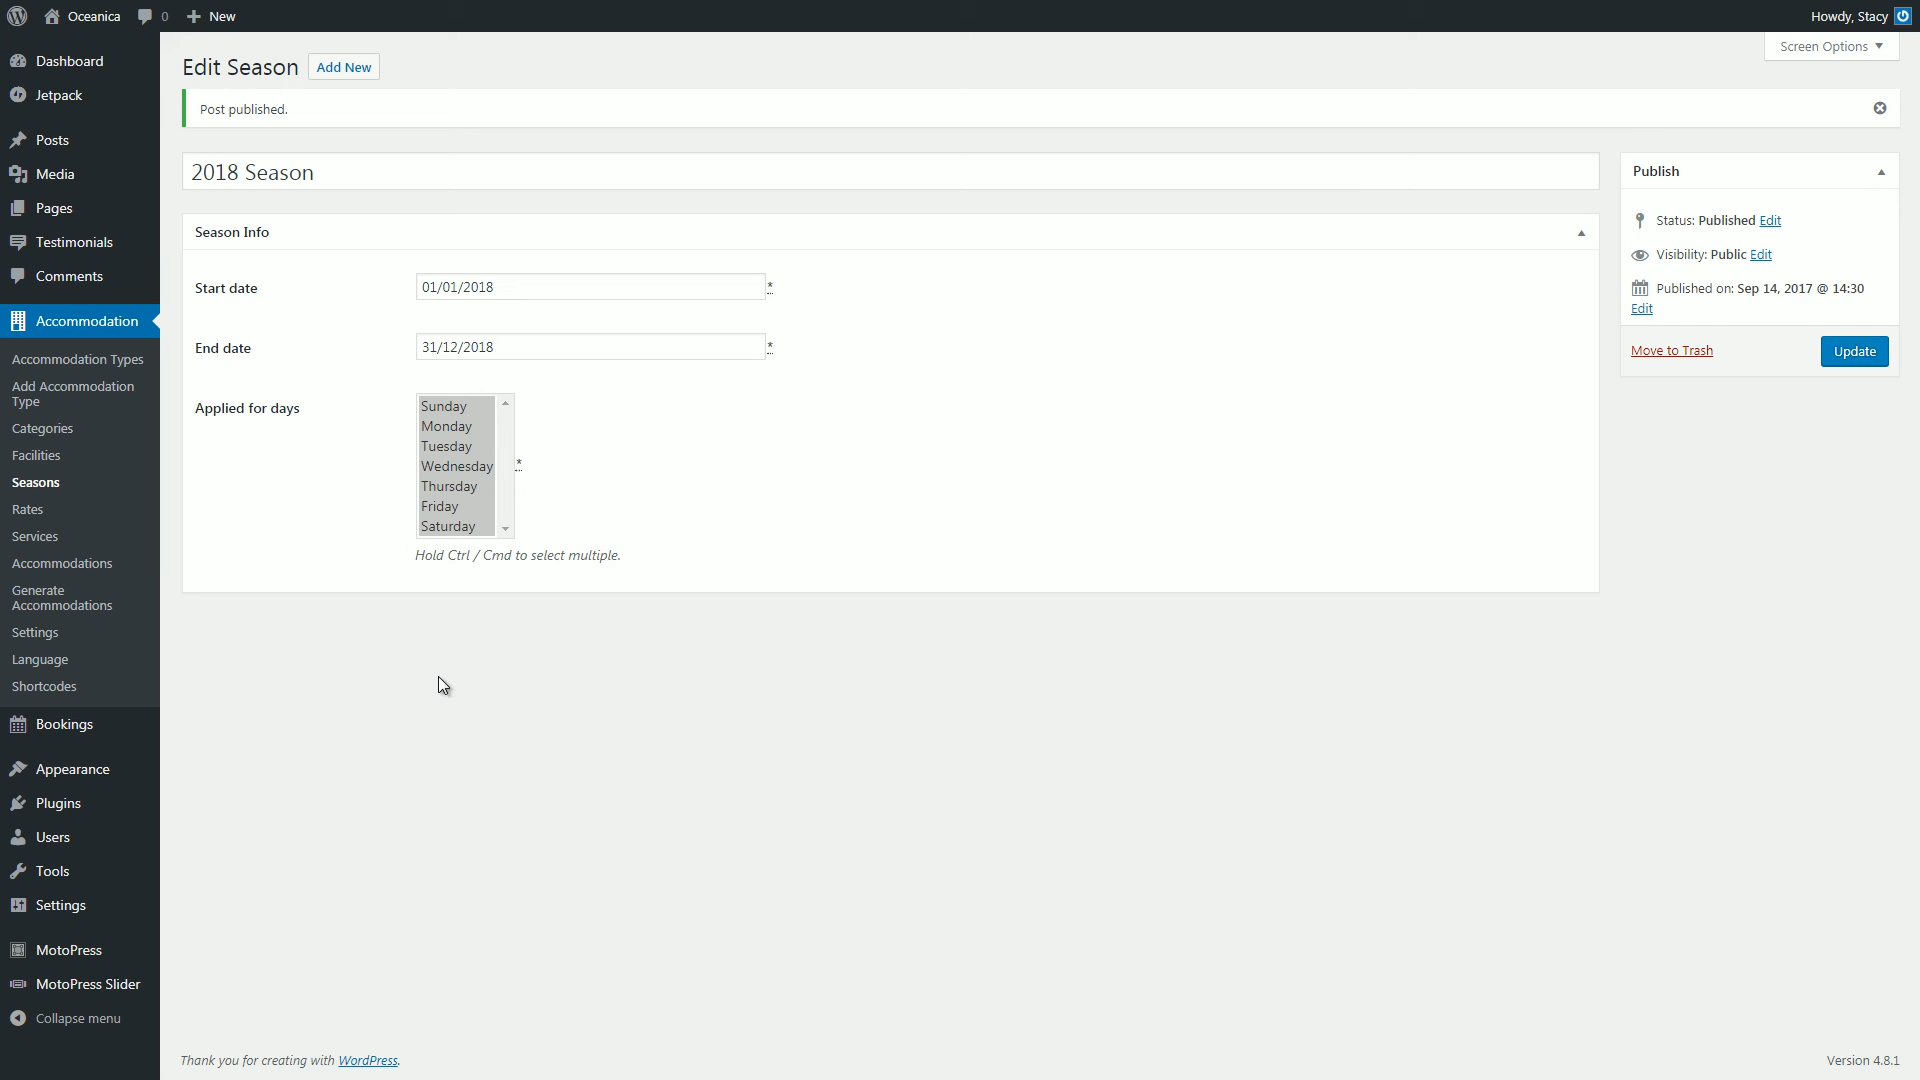 Oceanica 0 New
Howdy, Stacy
Screen Options
Dashboard
Jetpack
Posts
Media
Pages
Testimonials
Comments
Accommodation
Accommodation Types
Add Accommodation
Type
Categories
Facilities
Seasons
Rates
Services
Accommodations
Generate
Accommodations
Settings
Language
Shortcodes
Bookings
Appearance
Plugins
Users
Tools
Settings
MotoPress
MotoPress Slider
Collapse menu
Edit Season Add New
Post published.
2018 Season
Season Info
Start date 01/01/2018 *
End date 31/12/2018 *
Applied for days
Sunday
Monday
Tuesday
Wednesday *
Thursday
Friday
Saturday
Hold Ctrl / Cmd to select multiple.
Publish
Status: Published Edit
Visibility: Public Edit
Published on: Sep 14, 2017 @ 14:30
Edit
Move to Trash Update
Thank you for creating with WordPress.
Version 4.8.1